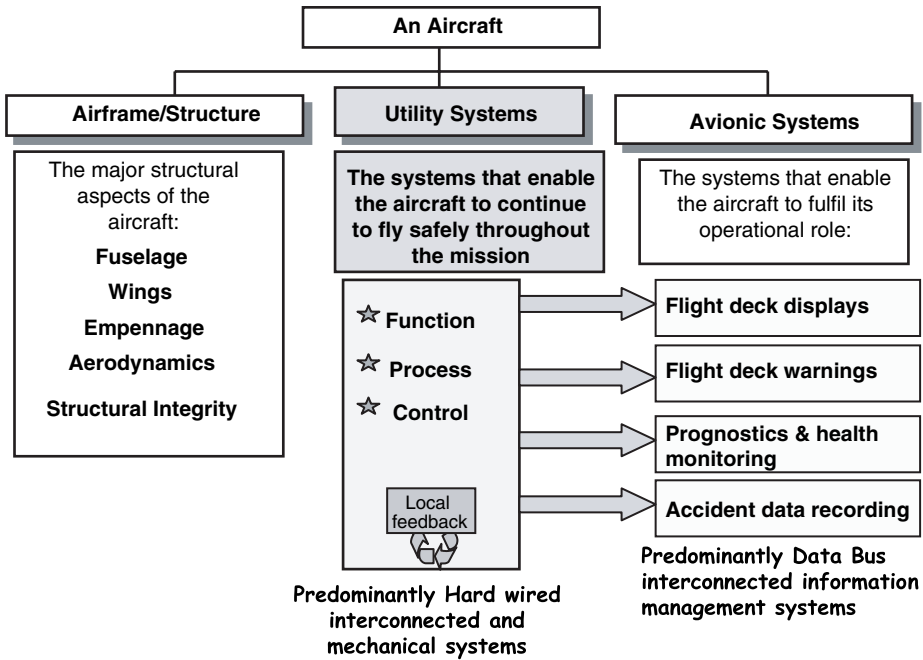 An Aircraft
Airframe/Structure
The major structural
aspects of the
aircraft:
Fuselage
Wings
Empennage
Aerodynamics
Structural Integrity
Utility Systems
The systems that enable
the aircraft to continue
to fly safely throughout
the mission
Function
Process
Control
Local
feedback
Predominantly Hard wired
interconnected and
mechanical systems
Avionic Systems
The systems that enable
the aircraft to fulfil its
operational role:
Flight deck displays
Flight deck warnings
Prognostics & health
monitoring
Accident data recording
Predominantly Data Bus
interconnected information
management systems